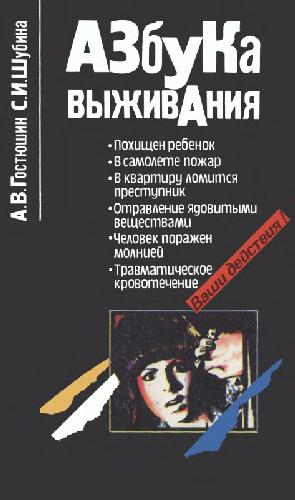 А.В.Гостюшин С.И.Шубина
АЗбуКа
выжиВАНия
•Похищен ребенок
•В самолете пожар
•В квартиру ломится
преступник
•Отравление ядовитыми
веществами
•Человек поражен
молнией
•Травматическое
кровотечение
Ваши действия!